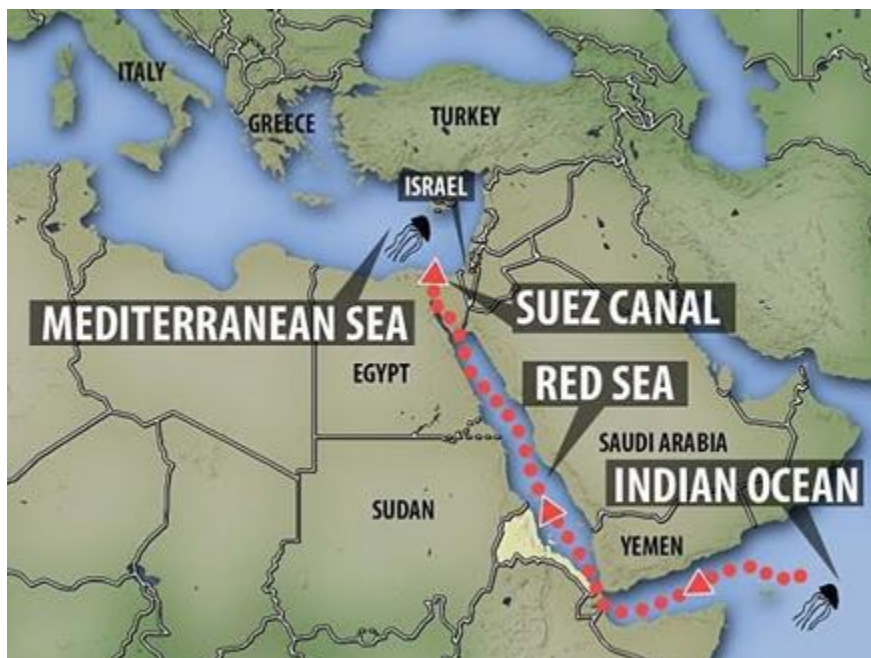 ITALY
GREECE
TURKEY
ISRAEL
MEDITERRANEAN SEA
SUEZ CANAL
EGYPT
RED SEA
SAUDI ARABIA
INDIAN OCEAN
SUDAN
YEMEN